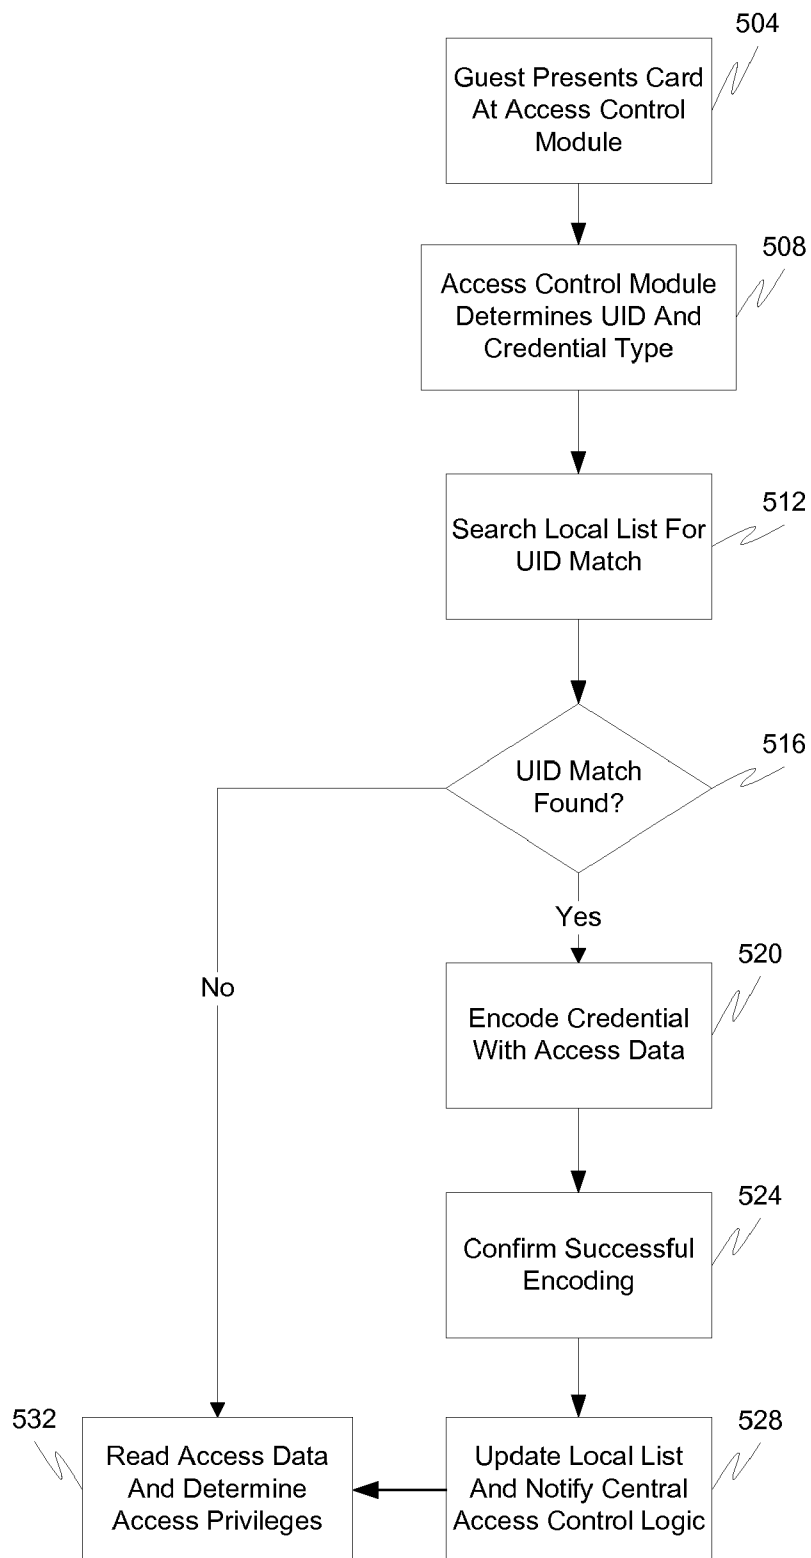 504
Guest Presents Card
At Access Control
Module
508
Access Control Module
Determines UID And
Credential Type
512
Search Local List For
UID Match
516
UID Match
Found?
Yes
No
520
Encode Credential
With Access Data
524
Confirm Successful
Encoding
528
Update Local List
And Notify Central
Access Control Logic
532
Read Access Data
And Determine
Access Privileges